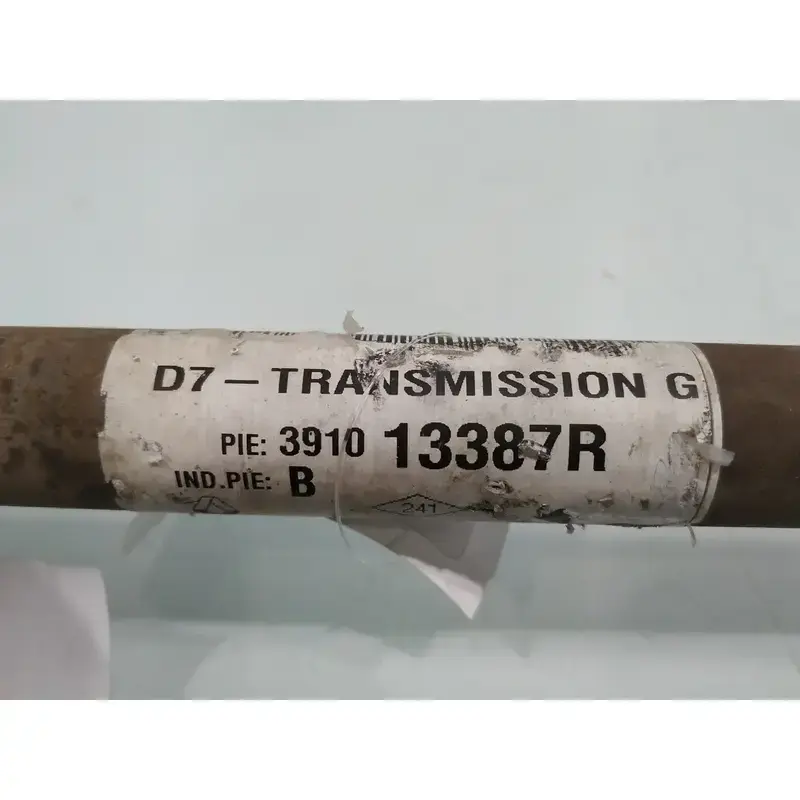 D7 – TRANSMISSION G
PIE: 3910 13387R
IND.PIE: B
241